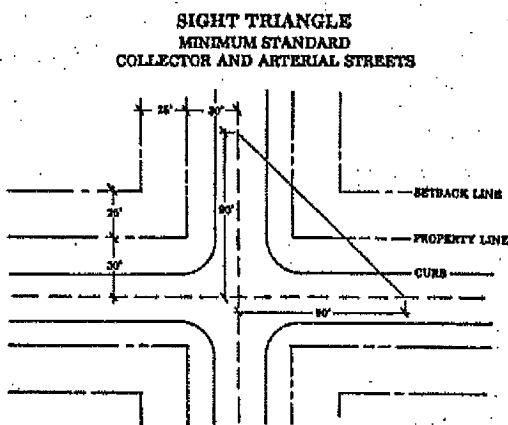 SIGHT TRIANGLE
MINIMUM STANDARD
COLLECTOR AND ARTERIAL STREETS
25' 30'
SETBACK LINE
25'
90'
PROPERTY LINE
30'
CURB
90'